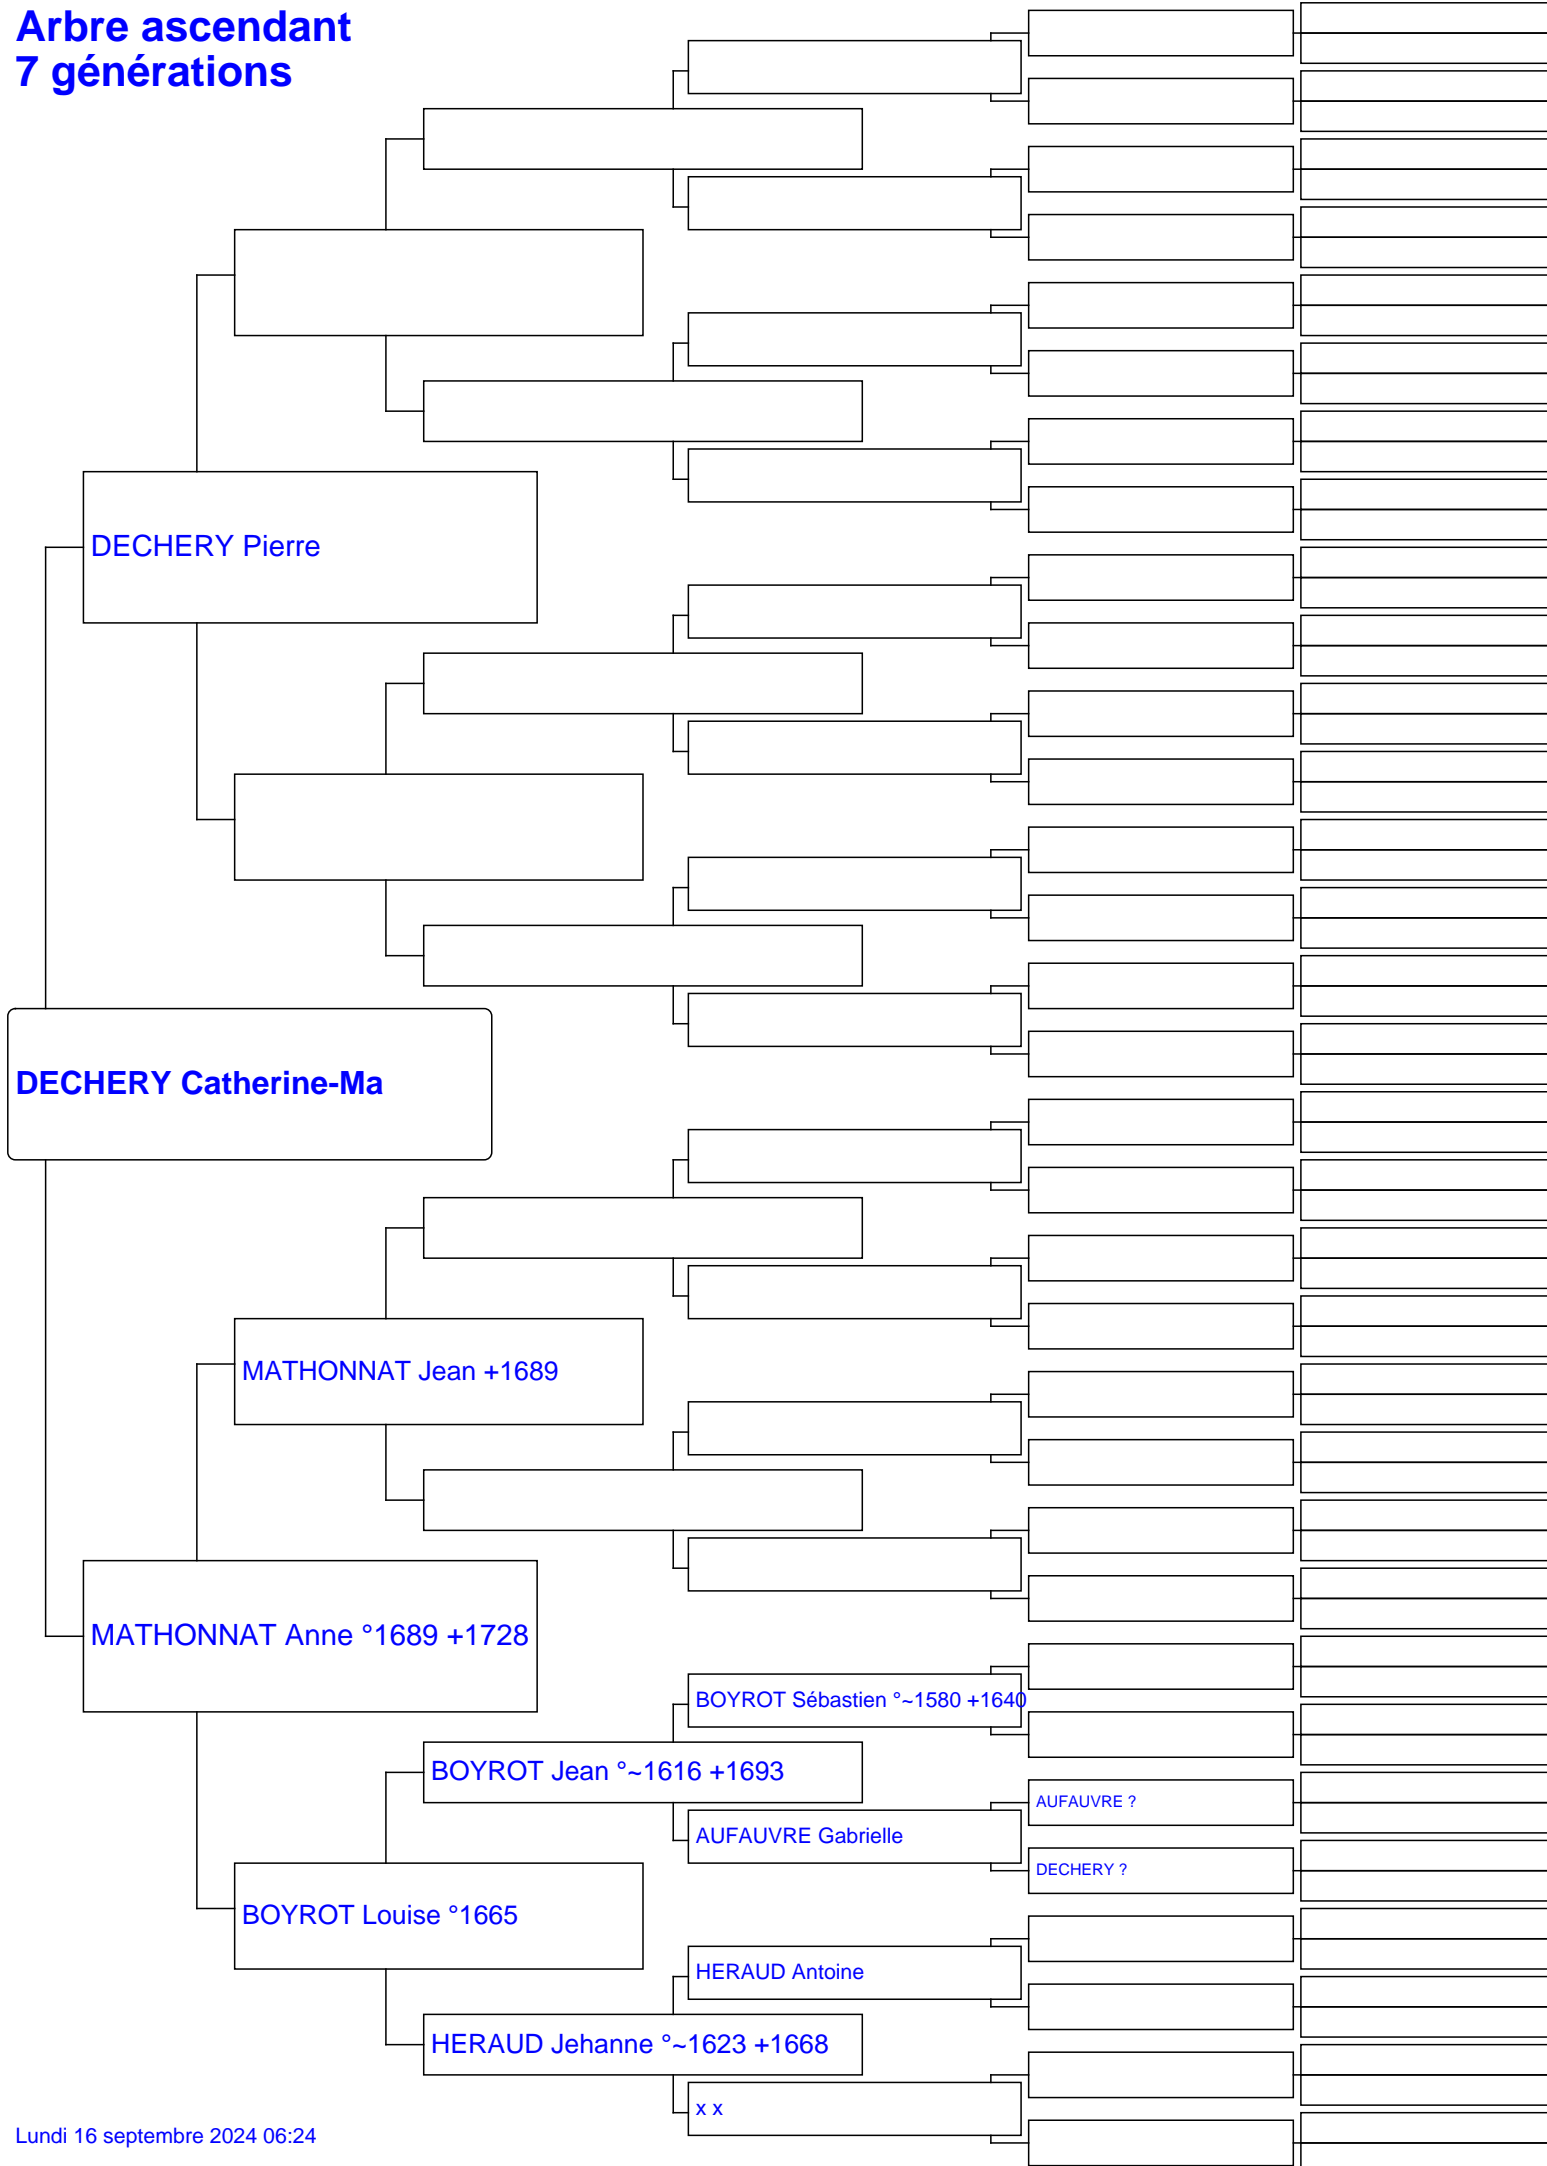 Arbre ascendant
7 générations
DECHERY Pierre
DECHERY Catherine-Ma
MATHONNAT Jean +1689
MATHONNAT Anne °1689 +1728
BOYROT Sébastien °~1580 +1640
BOYROT Jean °~1616 +1693
AUFAUVRE ?
AUFAUVRE Gabrielle
DECHERY ?
BOYROT Louise °1665
HERAUD Antoine
HERAUD Jehanne °~1623 +1668
x x
Lundi 16 septembre 2024 06:24